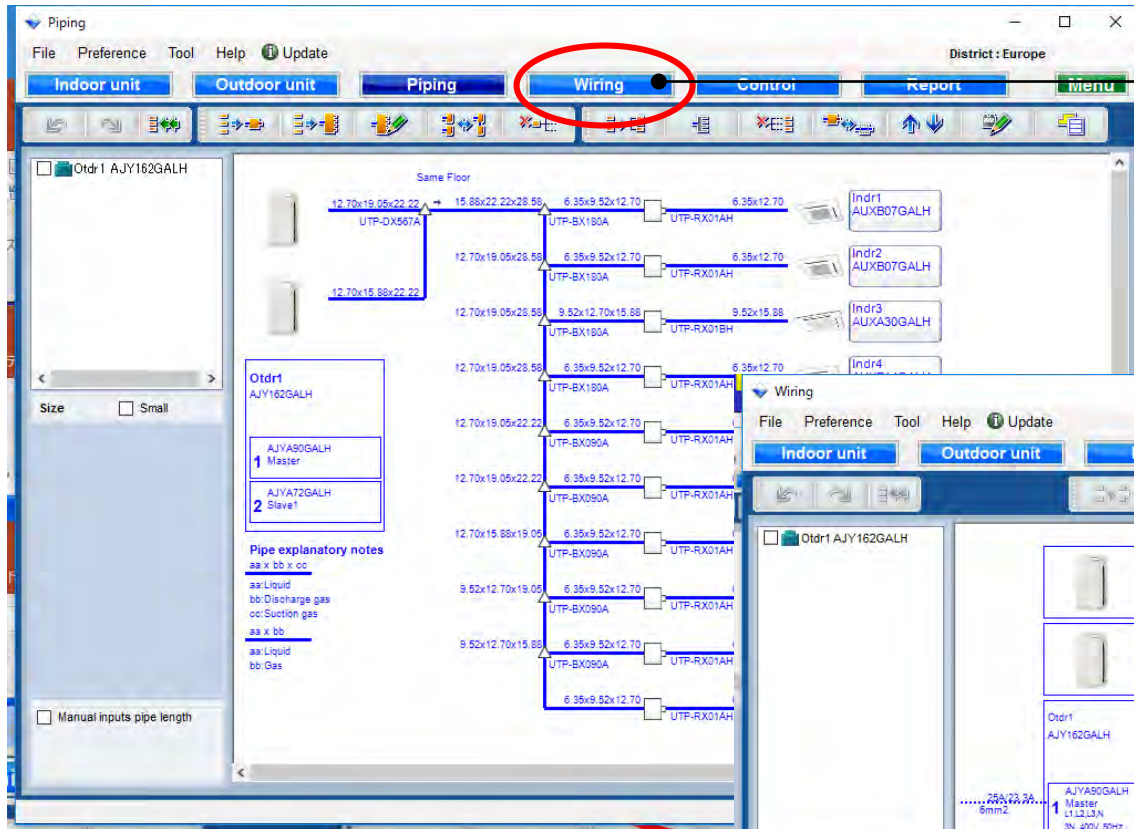 Piping
File Preference Tool Help Update
District : Europe
Indoor unit Outdoor unit Piping Wiring Control Report Menu
Otdr1 AJY162GALH
Size Small
Manual inputs pipe length
Same Floor
12.70x19.05x22.22 15.88x22.22x28.58 6.35x9.52x12.70 6.35x12.70
UTP-DX567A UTP-BX180A UTP-RX01AH
Indr1
AUXB07GALH
12.70x19.05x28.58 6.35x9.52x12.70 6.35x12.70
UTP-BX180A UTP-RX01AH
Indr2
AUXB07GALH
12.70x15.88x22.22
12.70x19.05x28.58 9.52x12.70x15.88 9.52x15.88
UTP-BX180A UTP-RX01BH
Indr3
AUXA30GALH
12.70x19.05x28.58 6.35x9.52x12.70 6.35x12.70
UTP-BX180A UTP-RX01AH
Indr4
Otdr1
AJY162GALH
12.70x19.05x22.22 6.35x9.52x12.70
UTP-BX090A UTP-RX01AH
AJYA90GALH
1 Master
12.70x19.05x22.22 6.35x9.52x12.70
UTP-BX090A UTP-RX01AH
AJYA72GALH
2 Slave1
12.70x15.88x19.05 6.35x9.52x12.70
UTP-BX090A UTP-RX01AH
Pipe explanatory notes
aa x bb x cc
aa:Liquid
bb:Discharge gas
cc:Suction gas
9.52x12.70x19.05 6.35x9.52x12.70
UTP-BX090A UTP-RX01AH
aa x bb
aa:Liquid
bb:Gas
9.52x12.70x15.88 6.35x9.52x12.70
UTP-BX090A UTP-RX01AH
6.35x9.52x12.70
UTP-RX01AH
Wiring
File Preference Tool Help Update
Indoor unit Outdoor unit
Otdr1 AJY162GALH
Otdr1
AJY162GALH
25A/23.3A
6mm2
AJYA90GALH
1 Master
L1,L2,L3,N
3N, 400V, 50Hz